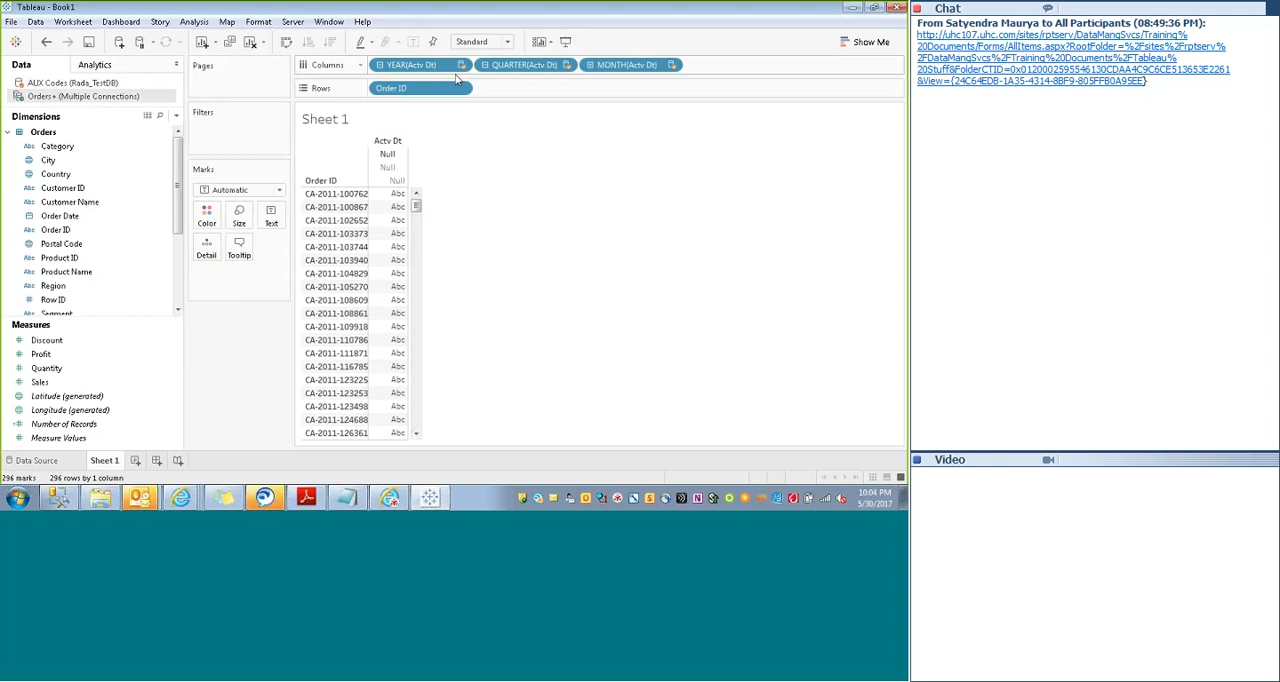 Tableau - Book1
File Data Worksheet Dashboard Story Analysis Map Format Server Window Help
Standard
Show Me
Data Analytics
AUX Codes (Rada_TestDB)
Orders+ (Multiple Connections)
Dimensions
Orders
Abc Category
City
Country
Abc Customer ID
Abc Customer Name
Order Date
Abc Order ID
Postal Code
Abc Product ID
Abc Product Name
Abc Region
# Row ID
Abc Segment
Measures
# Discount
# Profit
# Quantity
# Sales
Latitude (generated)
Longitude (generated)
Number of Records
# Measure Values
Pages
Filters
Marks
Automatic
Color Size Text
Detail Tooltip
Columns YEAR(Actv Dt) QUARTER(Actv Dt) MONTH(Actv Dt)
Rows Order ID
Sheet 1
Actv Dt
Null
Null
Order ID Null
CA-2011-100762 Abc
CA-2011-100867 Abc
CA-2011-102652 Abc
CA-2011-103373 Abc
CA-2011-103744 Abc
CA-2011-103940 Abc
CA-2011-104829 Abc
CA-2011-105270 Abc
CA-2011-108609 Abc
CA-2011-108861 Abc
CA-2011-109918 Abc
CA-2011-110786 Abc
CA-2011-111871 Abc
CA-2011-116785 Abc
CA-2011-123225 Abc
CA-2011-123253 Abc
CA-2011-123498 Abc
CA-2011-124688 Abc
CA-2011-126361 Abc
Data Source Sheet 1
296 marks 296 rows by 1 column
10:04 PM
5/30/2017
Chat
From Satyendra Maurya to All Participants (08:49:36 PM):
http://uhc107.uhc.com/sites/rptserv/DataMangSvcs/Training%
20Documents/Forms/AllItems.aspx?RootFolder=%2Fsites%2Frptserv%
2FDataMangSvcs%2FTraining%20Documents%2FTableau%
20Stuff&FolderCTID=0x0120002595546130CDAA4C9C6CE513653E2261
&View={24C64EDB-1A35-4314-8BF9-805FFB0A95EE}
Video